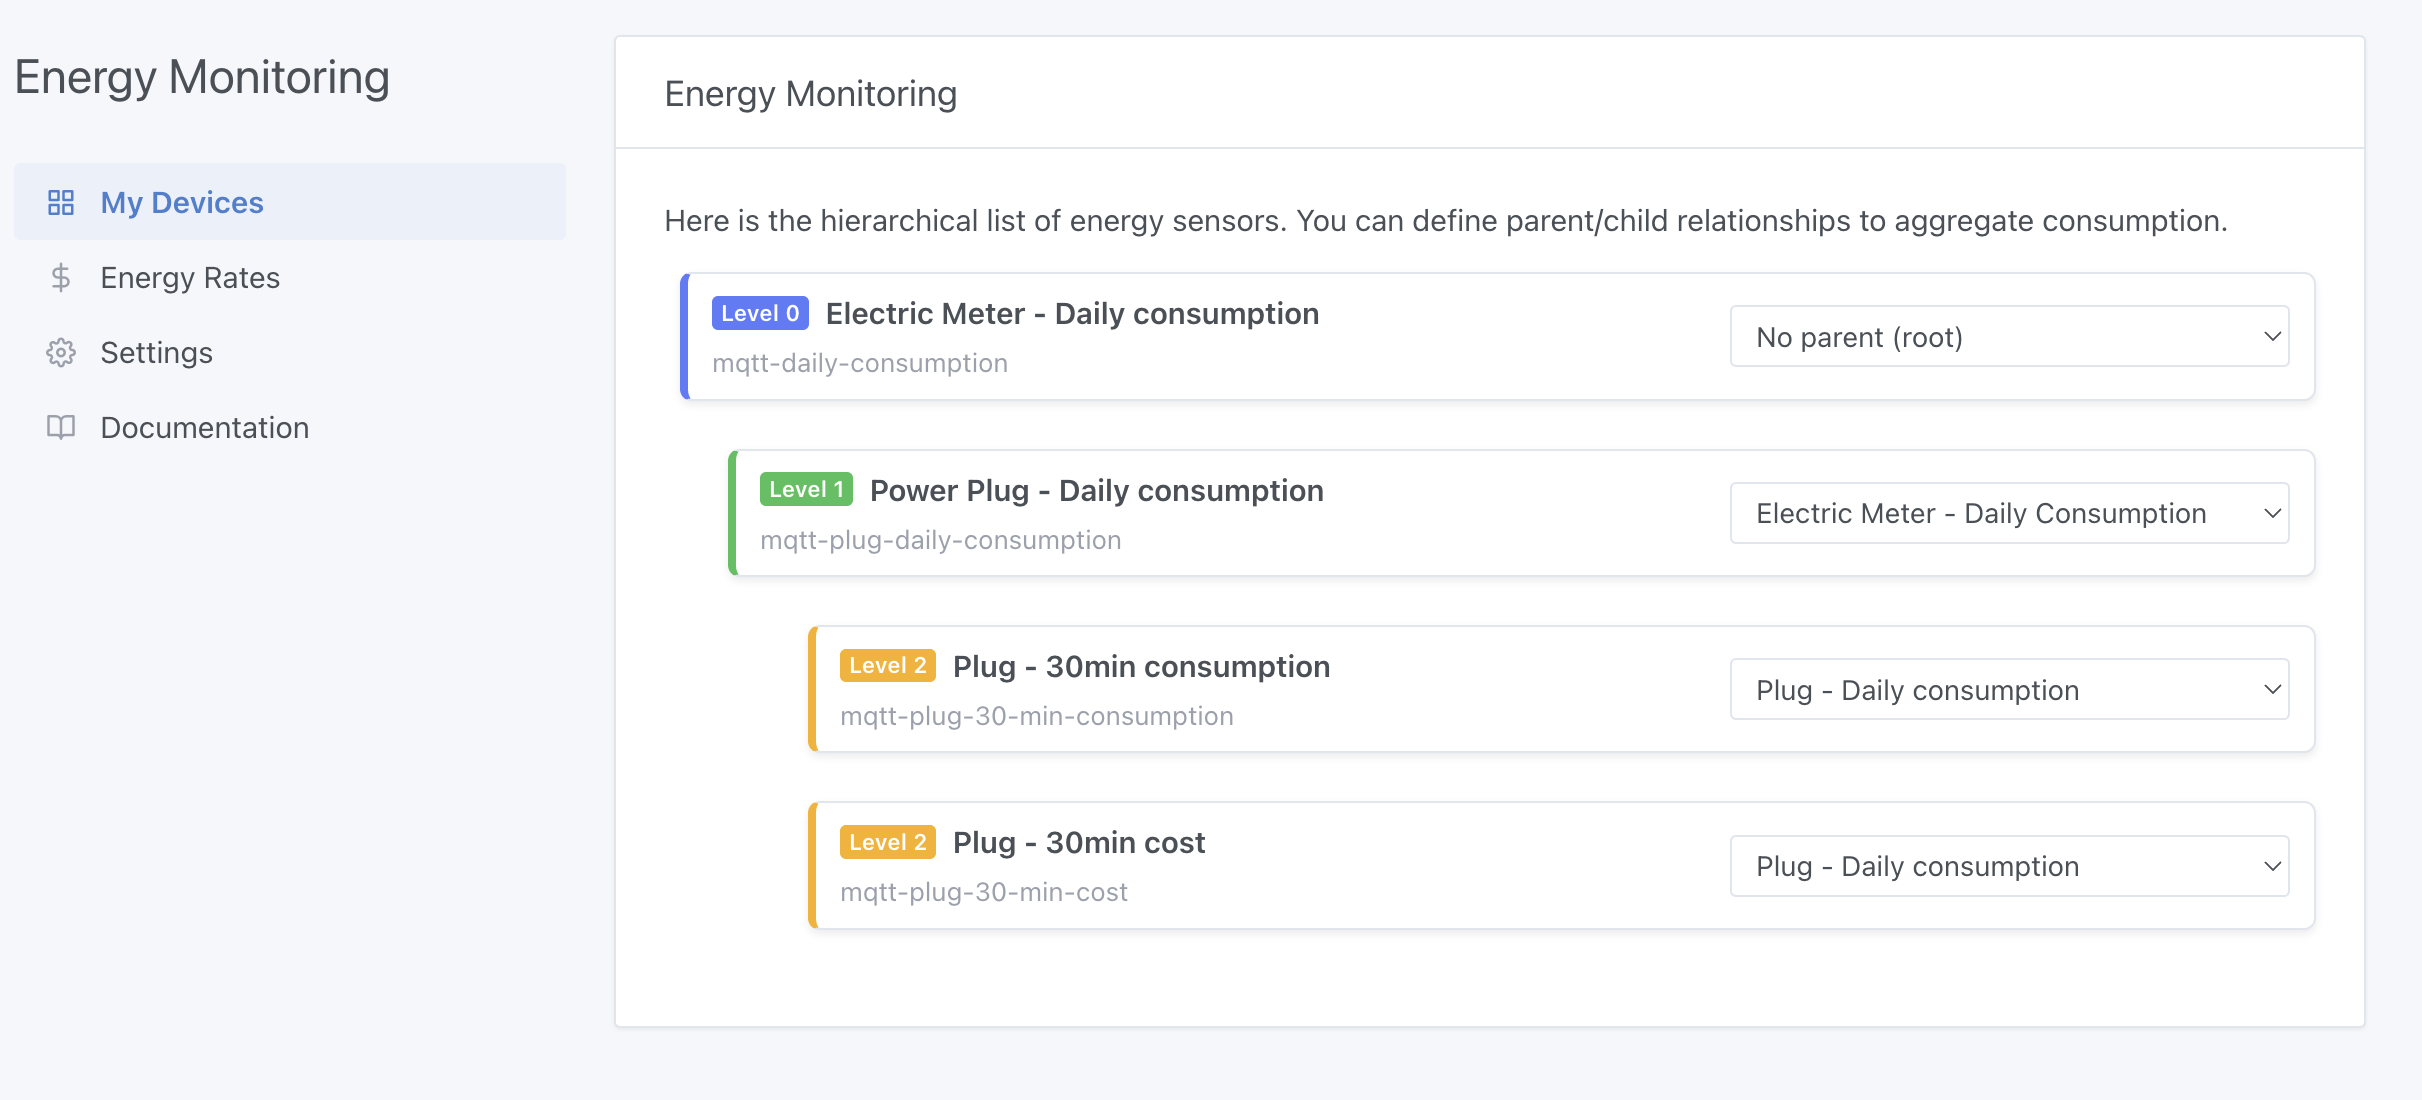 Energy Monitoring
My Devices
Energy Rates
Settings
Documentation
Energy Monitoring
Here is the hierarchical list of energy sensors. You can define parent/child relationships to aggregate consumption.
Level 0 Electric Meter - Daily consumption
mqtt-daily-consumption
No parent (root)
Level 1 Power Plug - Daily consumption
mqtt-plug-daily-consumption
Electric Meter - Daily Consumption
Level 2 Plug - 30min consumption
mqtt-plug-30-min-consumption
Plug - Daily consumption
Level 2 Plug - 30min cost
mqtt-plug-30-min-cost
Plug - Daily consumption